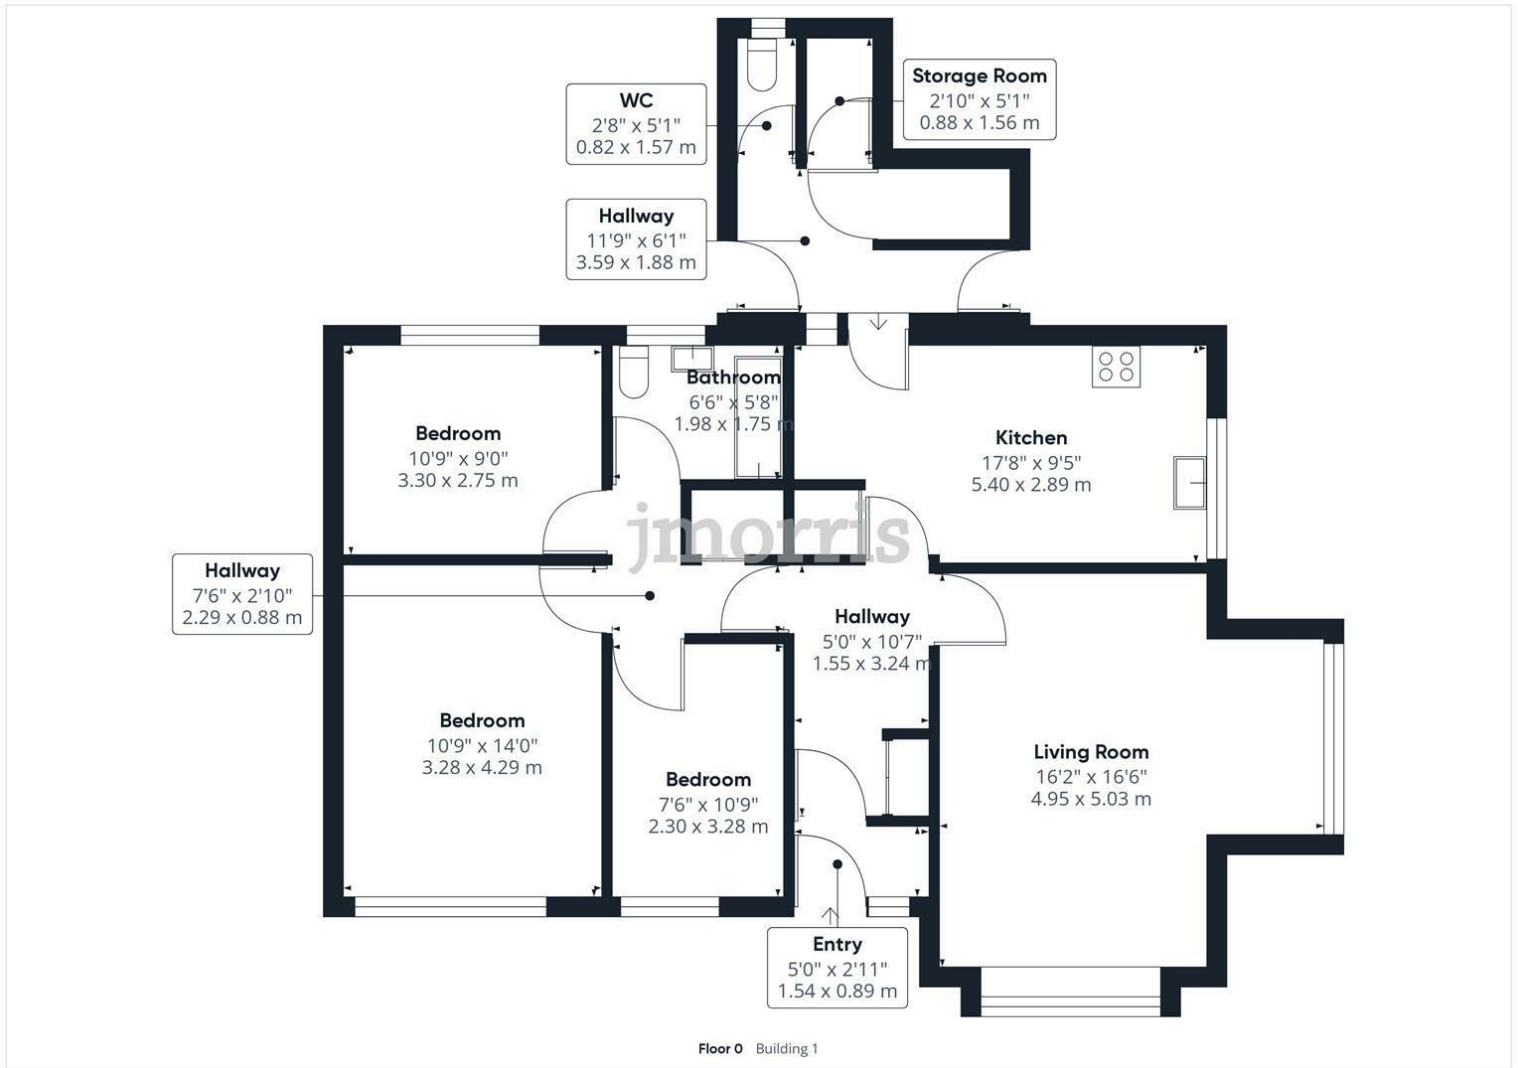 Storage Room
2'10" x 5'1"
0.88 x 1.56 m
WC
2'8" x 5'1"
0.82 x 1.57 m
Hallway
11'9" x 6'1"
3.59 x 1.88 m
Bathroom
6'6" x 5'8"
1.98 x 1.75 m
Bedroom
10'9" x 9'0"
3.30 x 2.75 m
Kitchen
17'8" x 9'5"
5.40 x 2.89 m
jmorris
Hallway
7'6" x 2'10"
2.29 x 0.88 m
Hallway
5'0" x 10'7"
1.55 x 3.24 m
Bedroom
10'9" x 14'0"
3.28 x 4.29 m
Bedroom
7'6" x 10'9"
2.30 x 3.28 m
Living Room
16'2" x 16'6"
4.95 x 5.03 m
Entry
5'0" x 2'11"
1.54 x 0.89 m
Floor 0 Building 1